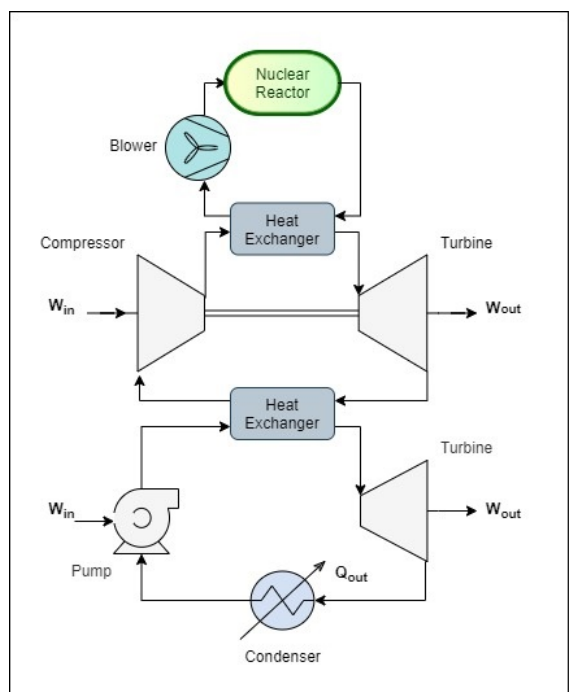 Nuclear
Reactor
Blower
Heat
Exchanger
Compressor
Turbine
Win
Wout
Heat
Exchanger
Turbine
Win
Wout
Pump
Qout
Condenser